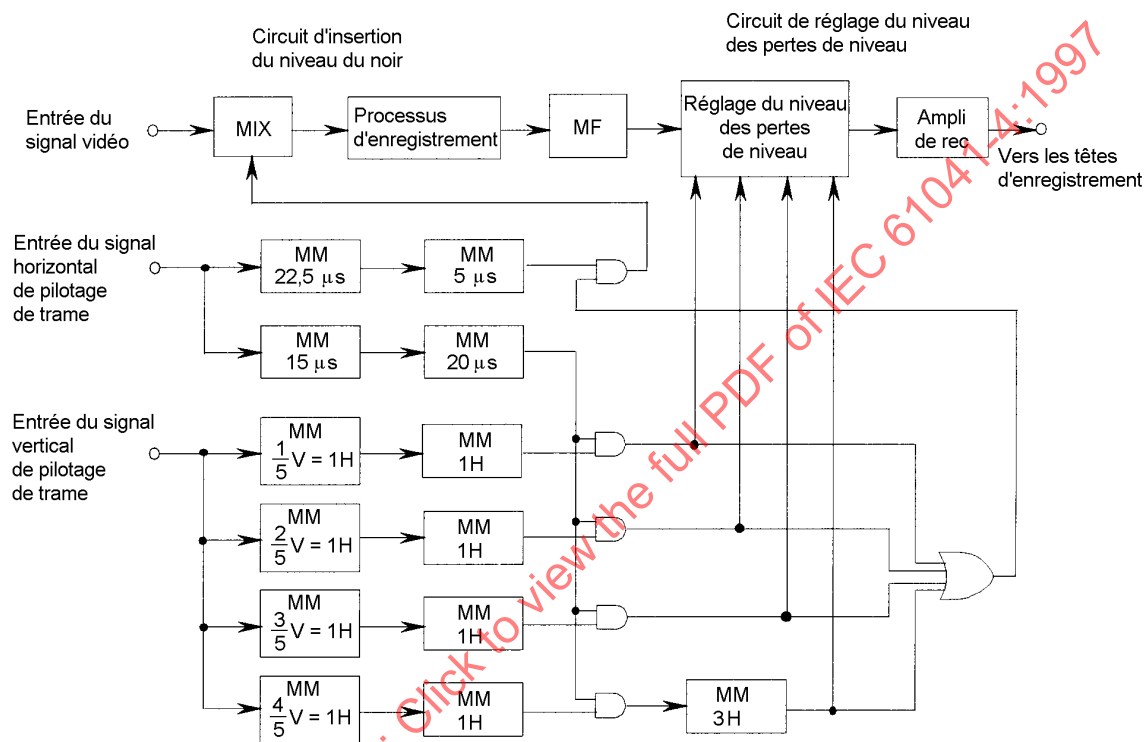 Circuit d'insertion
du niveau du noir
Circuit de réglage du niveau
des pertes de niveau
Entrée du
signal vidéo
MIX
Processus
d'enregistrement
MF
Réglage du niveau
des pertes
de niveau
Ampli
de rec
Vers les têtes
d'enregistrement
Entrée du signal
horizontal
de pilotage
de trame
MM
22,5 µs
MM
5 µs
MM
15 µs
MM
20 µs
Entrée du signal
vertical
de pilotage
de trame
MM
1/5 V = 1H
MM
1H
MM
2/5 V = 1H
MM
1H
MM
3/5 V = 1H
MM
1H
MM
4/5 V = 1H
MM
1H
MM
3H
: Click to view the full PDF of IEC 61041-4:1997